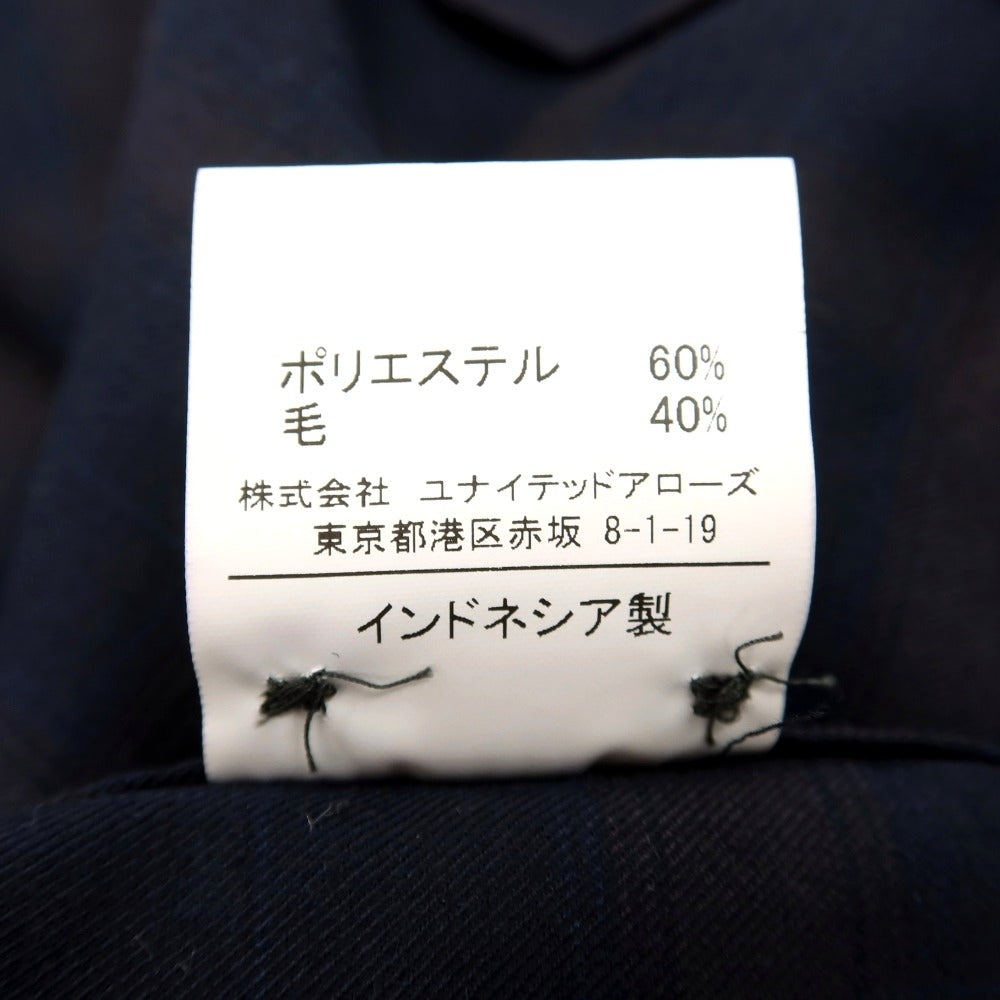 ポリエステル 60%
毛 40%
株式会社 ユナイテッドアローズ
東京都港区赤坂 8-1-19
インドネシア製